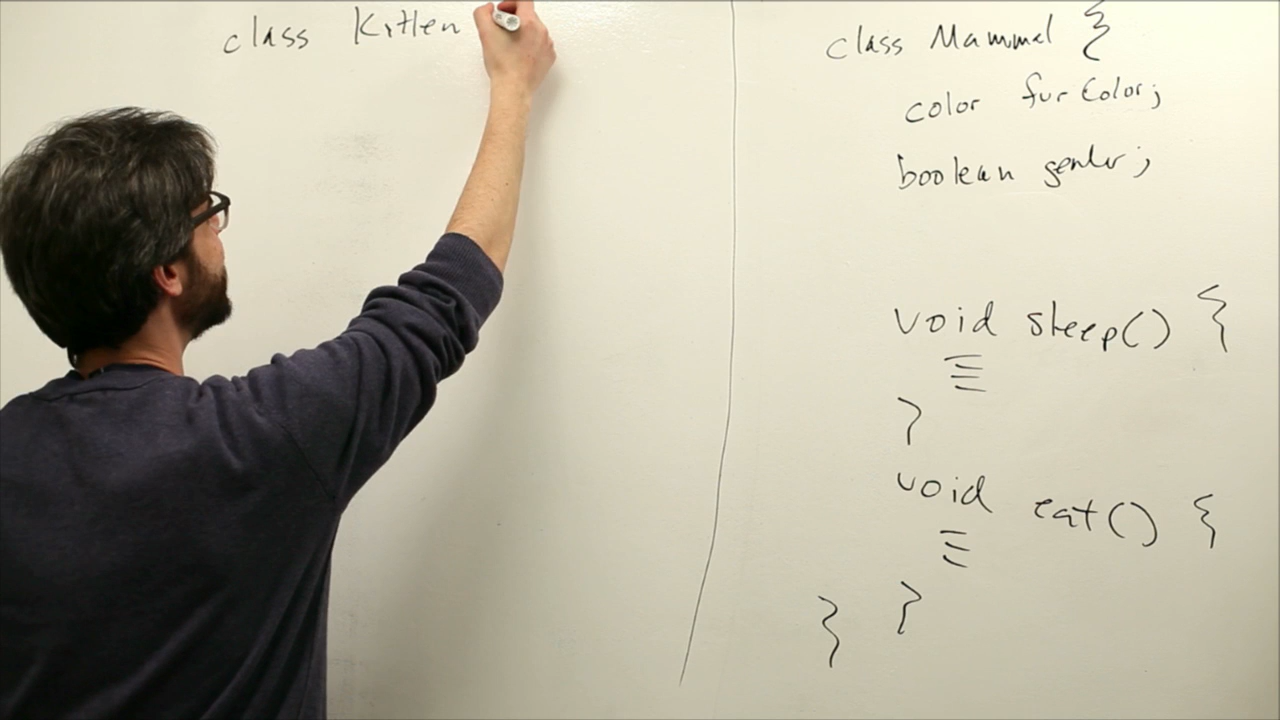 class Kitten
class Mammal {
color furColor;
boolean gender;
void sleep() {
}
void eat() {
}
}